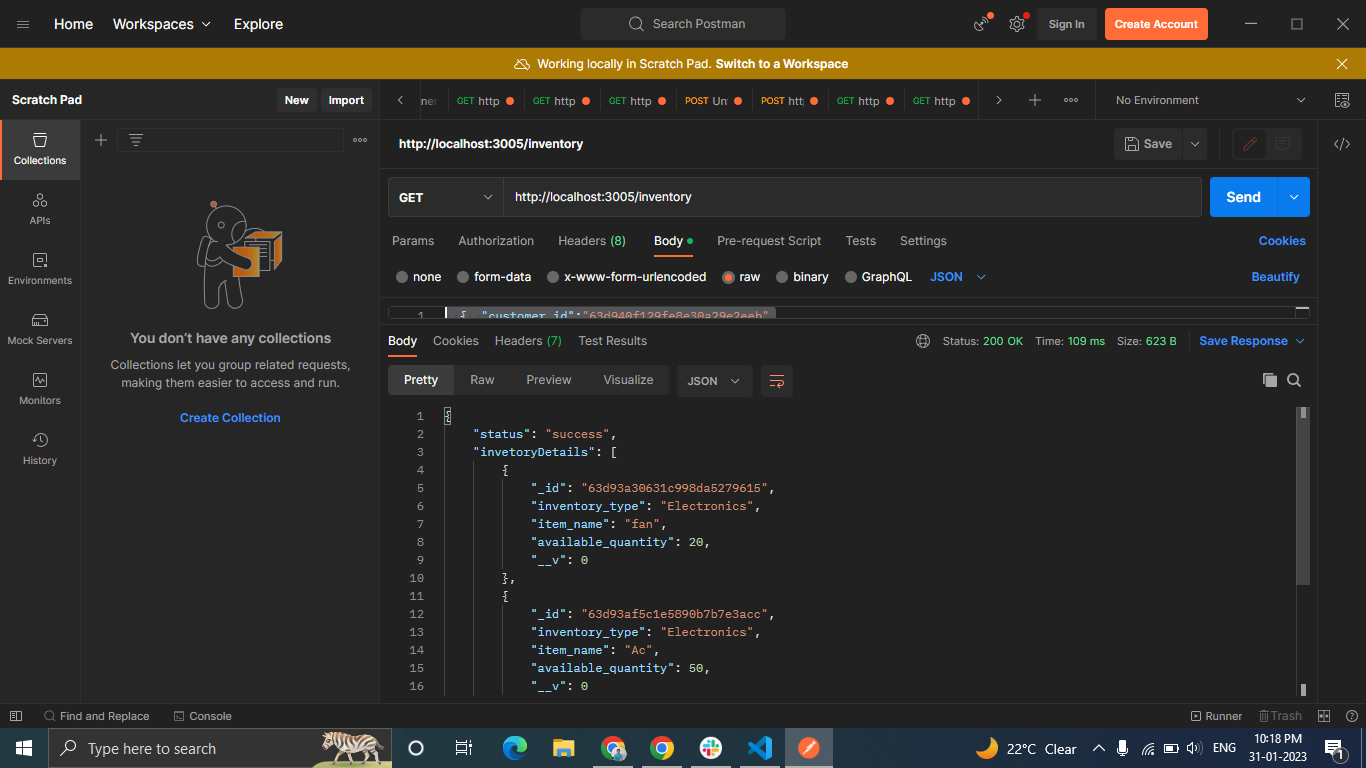 Home Workspaces Explore Search Postman Sign In Create Account
Working locally in Scratch Pad. Switch to a Workspace
Scratch Pad New Import GET http GET http GET http POST Un POST htt GET http GET http No Environment
http://localhost:3005/inventory Save
Collections
GET http://localhost:3005/inventory Send
APIs
Params Authorization Headers (8) Body Pre-request Script Tests Settings Cookies
Environments
none form-data x-www-form-urlencoded raw binary GraphQL JSON Beautify
1 { "customer_id":"63d940f129fe8e30a29e2eeb"
Mock Servers
You don't have any collections
Collections let you group related requests,
making them easier to access and run.
Create Collection
Monitors
History
Body Cookies Headers (7) Test Results Status: 200 OK Time: 109 ms Size: 623 B Save Response
Pretty Raw Preview Visualize JSON
1 {
2 "status": "success",
3 "invetoryDetails": [
4 {
5 "_id": "63d93a30631c998da5279615",
6 "inventory_type": "Electronics",
7 "item_name": "fan",
8 "available_quantity": 20,
9 "__v": 0
10 },
11 {
12 "_id": "63d93af5c1e5890b7b7e3acc",
13 "inventory_type": "Electronics",
14 "item_name": "Ac",
15 "available_quantity": 50,
16 "__v": 0
Find and Replace Console Runner Trash
Type here to search 22°C Clear ENG 10:18 PM
31-01-2023 1